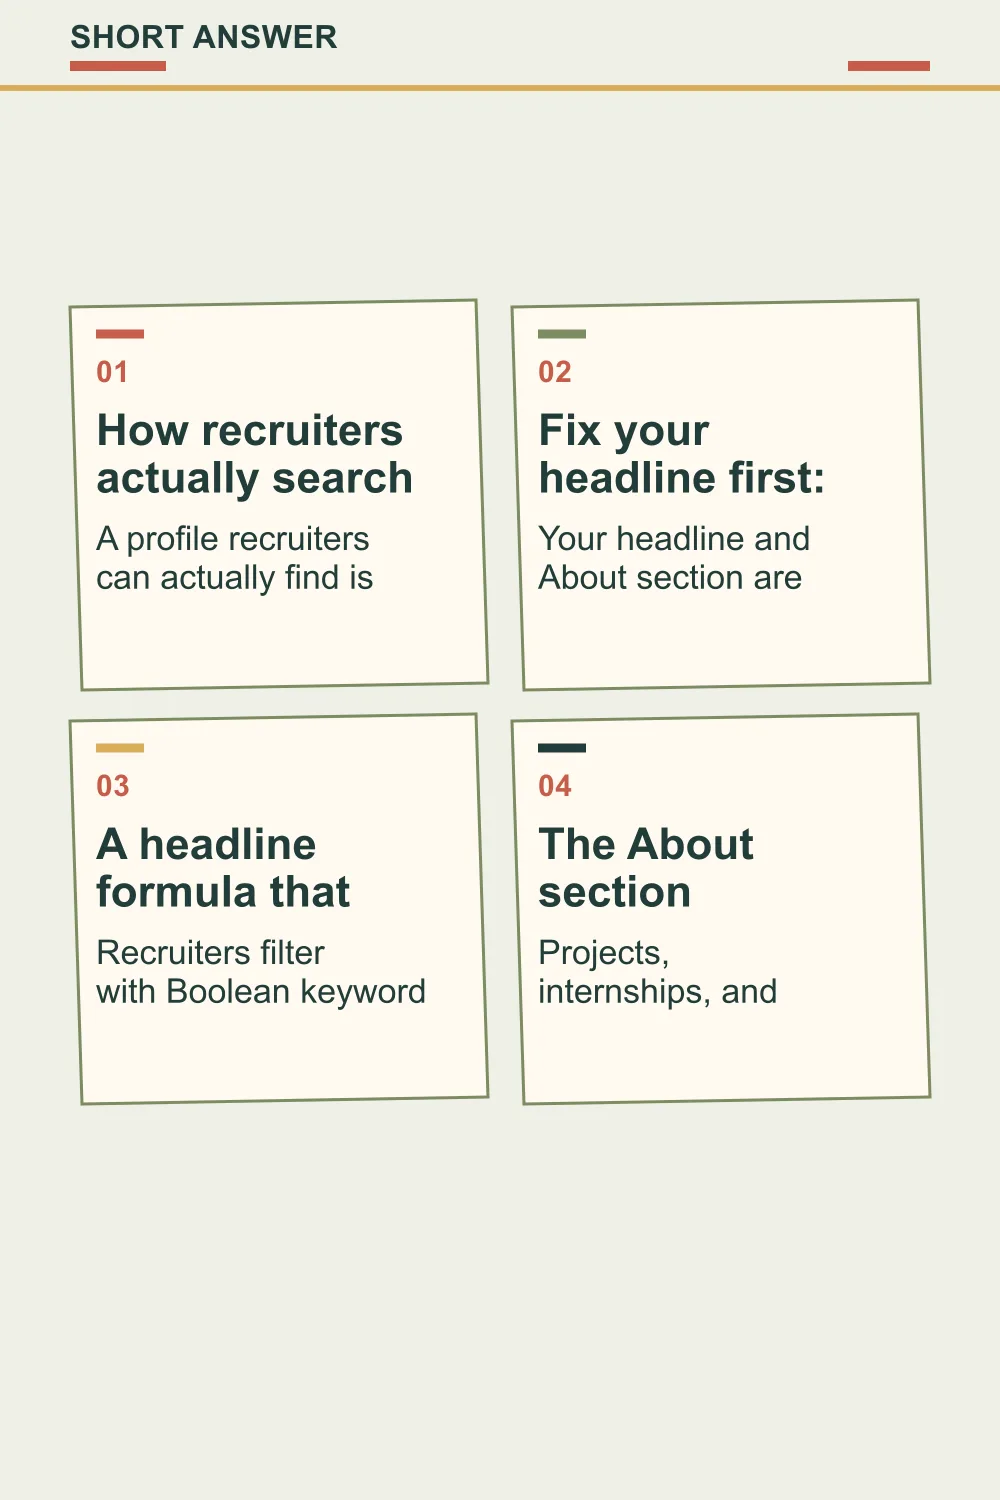 SHORT ANSWER
01
How recruiters
actually search
A profile recruiters
can actually find is
02
Fix your
headline first:
Your headline and
About section are
03
A headline
formula that
Recruiters filter
with Boolean keyword
04
The About
section
Projects,
internships, and